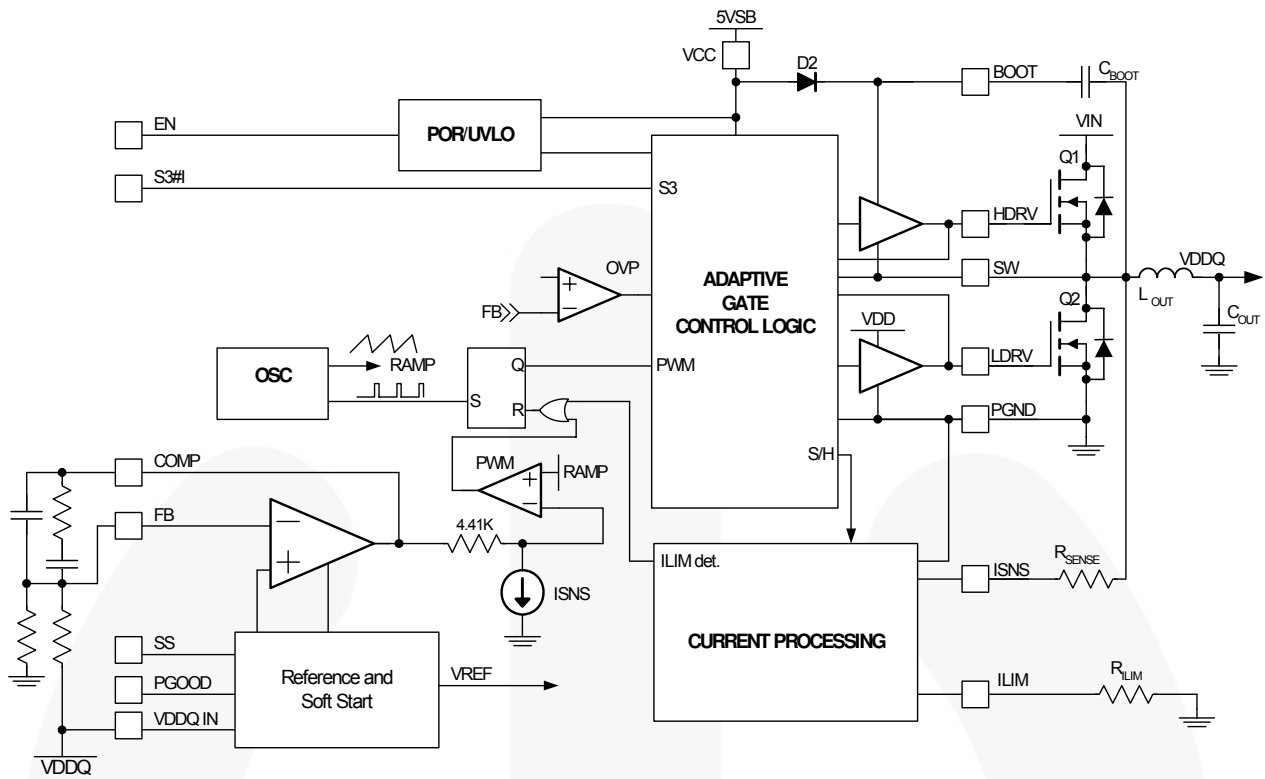 5VSB
VCC
D2
BOOT
CBOOT
EN
POR/UVLO
VIN
Q1
S3#I
S3
HDRV
OVP
ADAPTIVE
GATE
CONTROL LOGIC
SW
VDDQ
LOUT
COUT
FB
+
−
VDD
Q2
OSC
RAMP
Q
PWM
LDRV
S
R
PGND
COMP
PWM
RAMP
+
−
S/H
FB
−
+
4.41K
ILIM det.
ISNS
RSENSE
ISNS
CURRENT PROCESSING
SS
Reference and
Soft Start
VREF
PGOOD
ILIM
RILIM
VDDQ IN
VDDQ